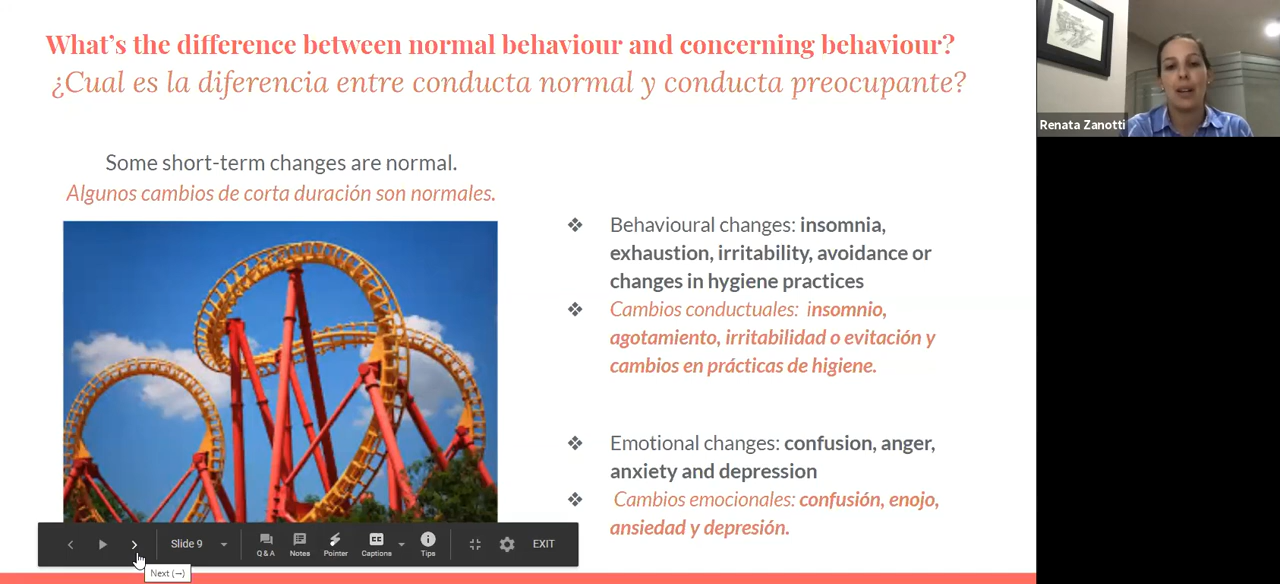 What's the difference between normal behaviour and concerning behaviour?
¿Cual es la diferencia entre conducta normal y conducta preocupante?
Renata Zanotti
Some short-term changes are normal.
Algunos cambios de corta duración son normales.
❖ Behavioural changes: insomnia,
exhaustion, irritability, avoidance or
changes in hygiene practices
❖ Cambios conductuales: insomnio,
agotamiento, irritabilidad o evitación y
cambios en prácticas de higiene.
❖ Emotional changes: confusion, anger,
anxiety and depression
❖ Cambios emocionales: confusión, enojo,
ansiedad y depresión.
Slide 9
Q & A
Notes
Pointer
Captions
Tips
EXIT
Next (→)